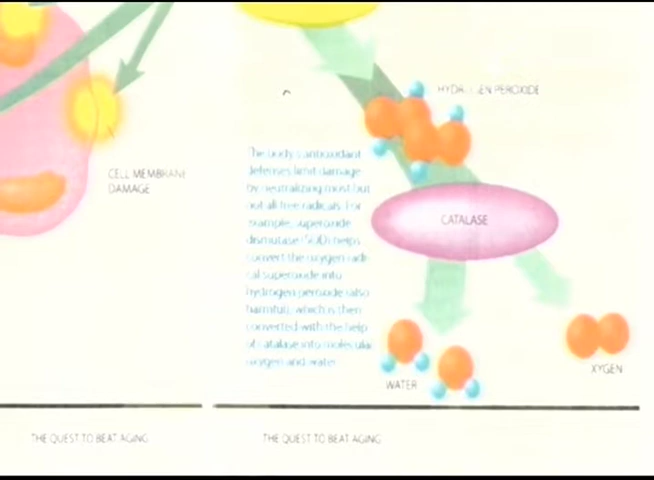 CELL MEMBRANE
DAMAGE
HYDROGEN PEROXIDE
The body's antioxidant
defenses limit damage
by neutralizing most but
not all free radicals. For
example, superoxide
dismutase (SOD) helps
convert the oxygen radi-
cal superoxide into
hydrogen peroxide (also
harmful), which is then
converted with the help
of catalase into molecular
oxygen and water.
CATALASE
WATER
XYGEN
THE QUEST TO BEAT AGING
THE QUEST TO BEAT AGING